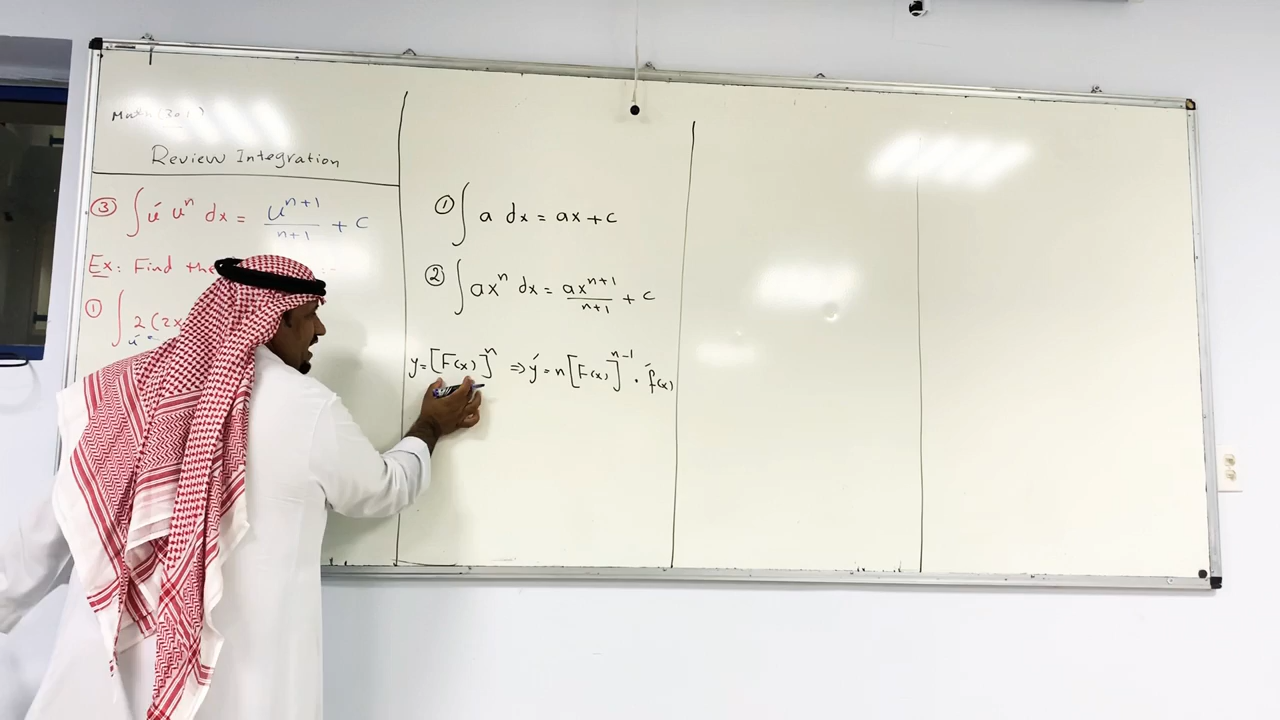 Math (301)
Review Integration
③ ∫ u′ uⁿ dx = uⁿ⁺¹/n+1 + c
Ex: Find the :-
① ∫ 2(2x
u′
① ∫ a dx = ax + c
② ∫ axⁿ dx = axⁿ⁺¹/n+1 + c
y = [F(x)]ⁿ ⇒ y′ = n[F(x)]ⁿ⁻¹ · f′(x)